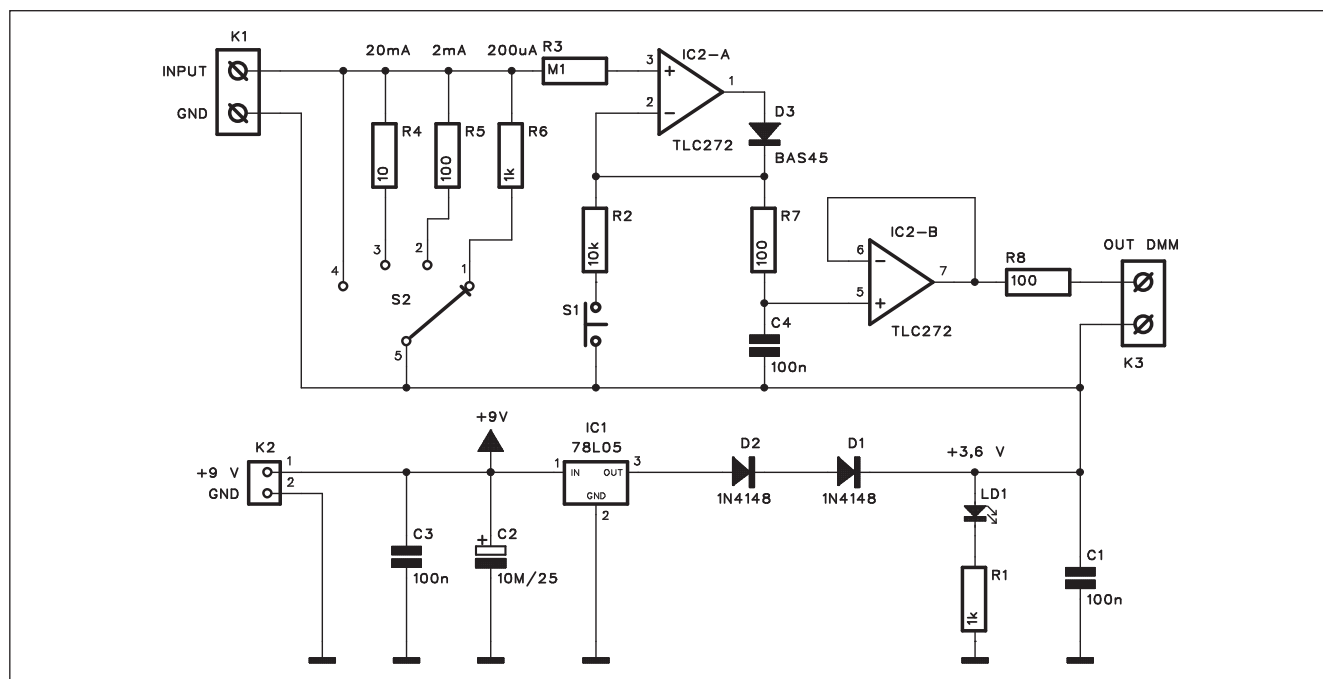 K1
INPUT
GND
20mA
2mA
200uA
R3
M1
R4
10
R5
100
R6
1k
3
2
IC2-A
1
TLC272
D3
BAS45
R2
10k
R7
100
IC2-B
6
5
7
TLC272
R8
100
OUT DMM
K3
4
3
2
1
S2
5
S1
C4
100n
K2
+9 V
GND
1
2
+9V
IC1
78L05
1
IN
OUT
3
GND
2
D2
1N4148
D1
1N4148
+3,6 V
LD1
R1
1k
C1
100n
C3
100n
+
C2
10M/25